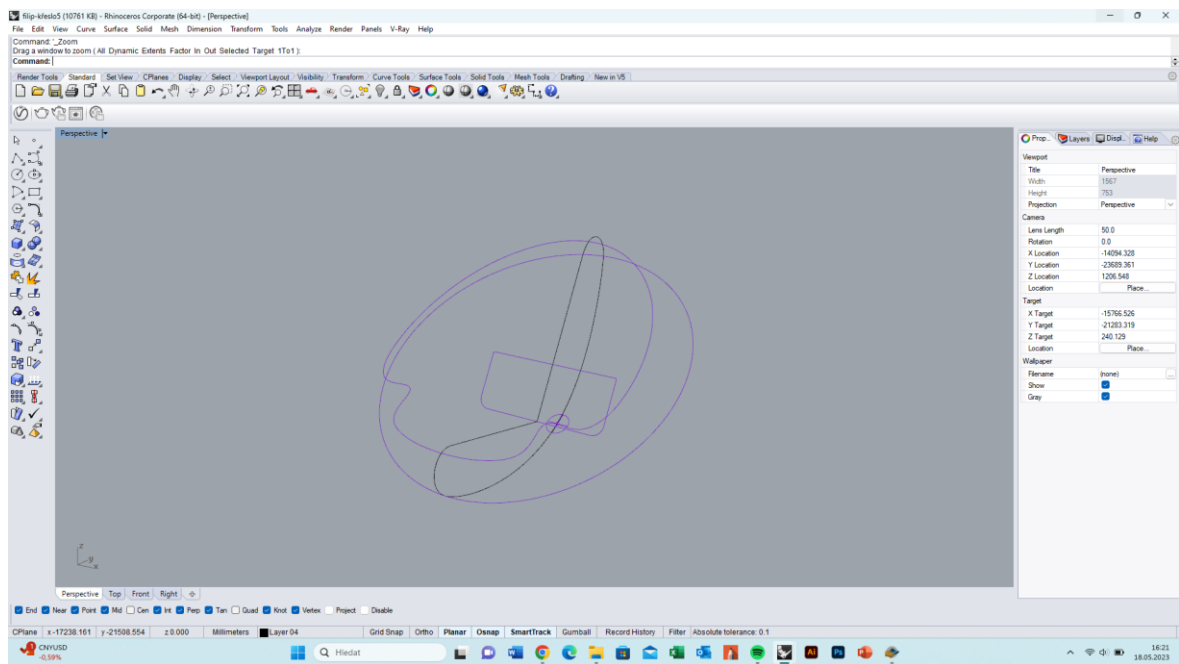 filip-křeslo5 (10761 KB) - Rhinoceros Corporate (64-bit) - [Perspective]
File Edit View Curve Surface Solid Mesh Dimension Transform Tools Analyze Render Panels V-Ray Help
Command: '_Zoom
Drag a window to zoom ( All Dynamic Extents Factor In Out Selected Target 1To1 ):
Command:
Render Tools Standard Set View CPlanes Display Select Viewport Layout Visibility Transform Curve Tools Surface Tools Solid Tools Mesh Tools Drafting New in V5
Perspective
Prop... Layers Displ... Help
Viewport
Title Perspective
Width 1567
Height 753
Projection Perspective
Camera
Lens Length 50.0
Rotation 0.0
X Location -14094.328
Y Location -23689.361
Z Location 1206.548
Location Place...
Target
X Target -15766.526
Y Target -21283.319
Z Target 240.129
Location Place...
Wallpaper
Filename (none)
Show
Gray
z
y
x
Perspective Top Front Right
End Near Point Mid Cen Int Perp Tan Quad Knot Vertex Project Disable
CPlane x -17238.161 y -21508.554 z 0.000 Millimeters Layer 04 Grid Snap Ortho Planar Osnap SmartTrack Gumball Record History Filter Absolute tolerance: 0.1
CNYUSD
-0,59%
Hledat
Ai
Ps
16:21
18.05.2023